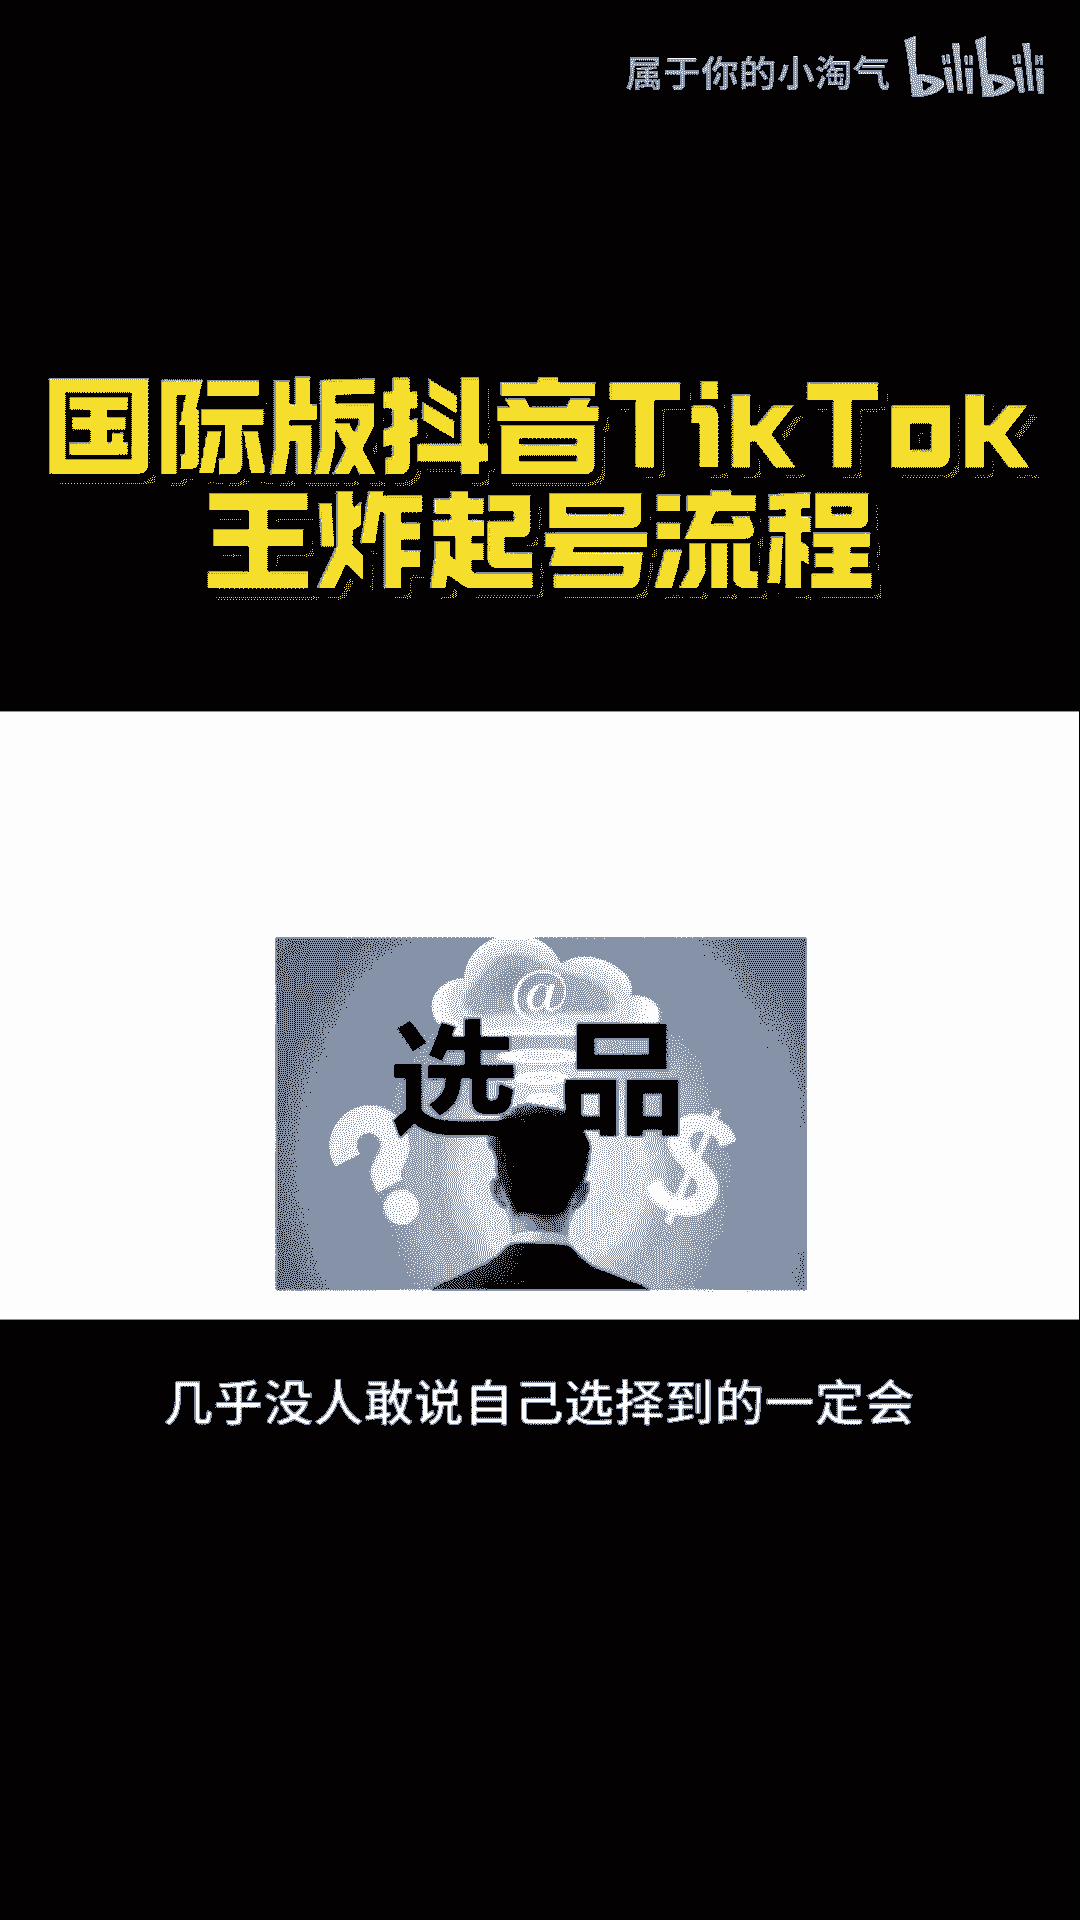 属于你的小淘气 bilibili
国际版抖音TikTok
王炸起号流程
@
选品
? $
几乎没人敢说自己选择到的一定会